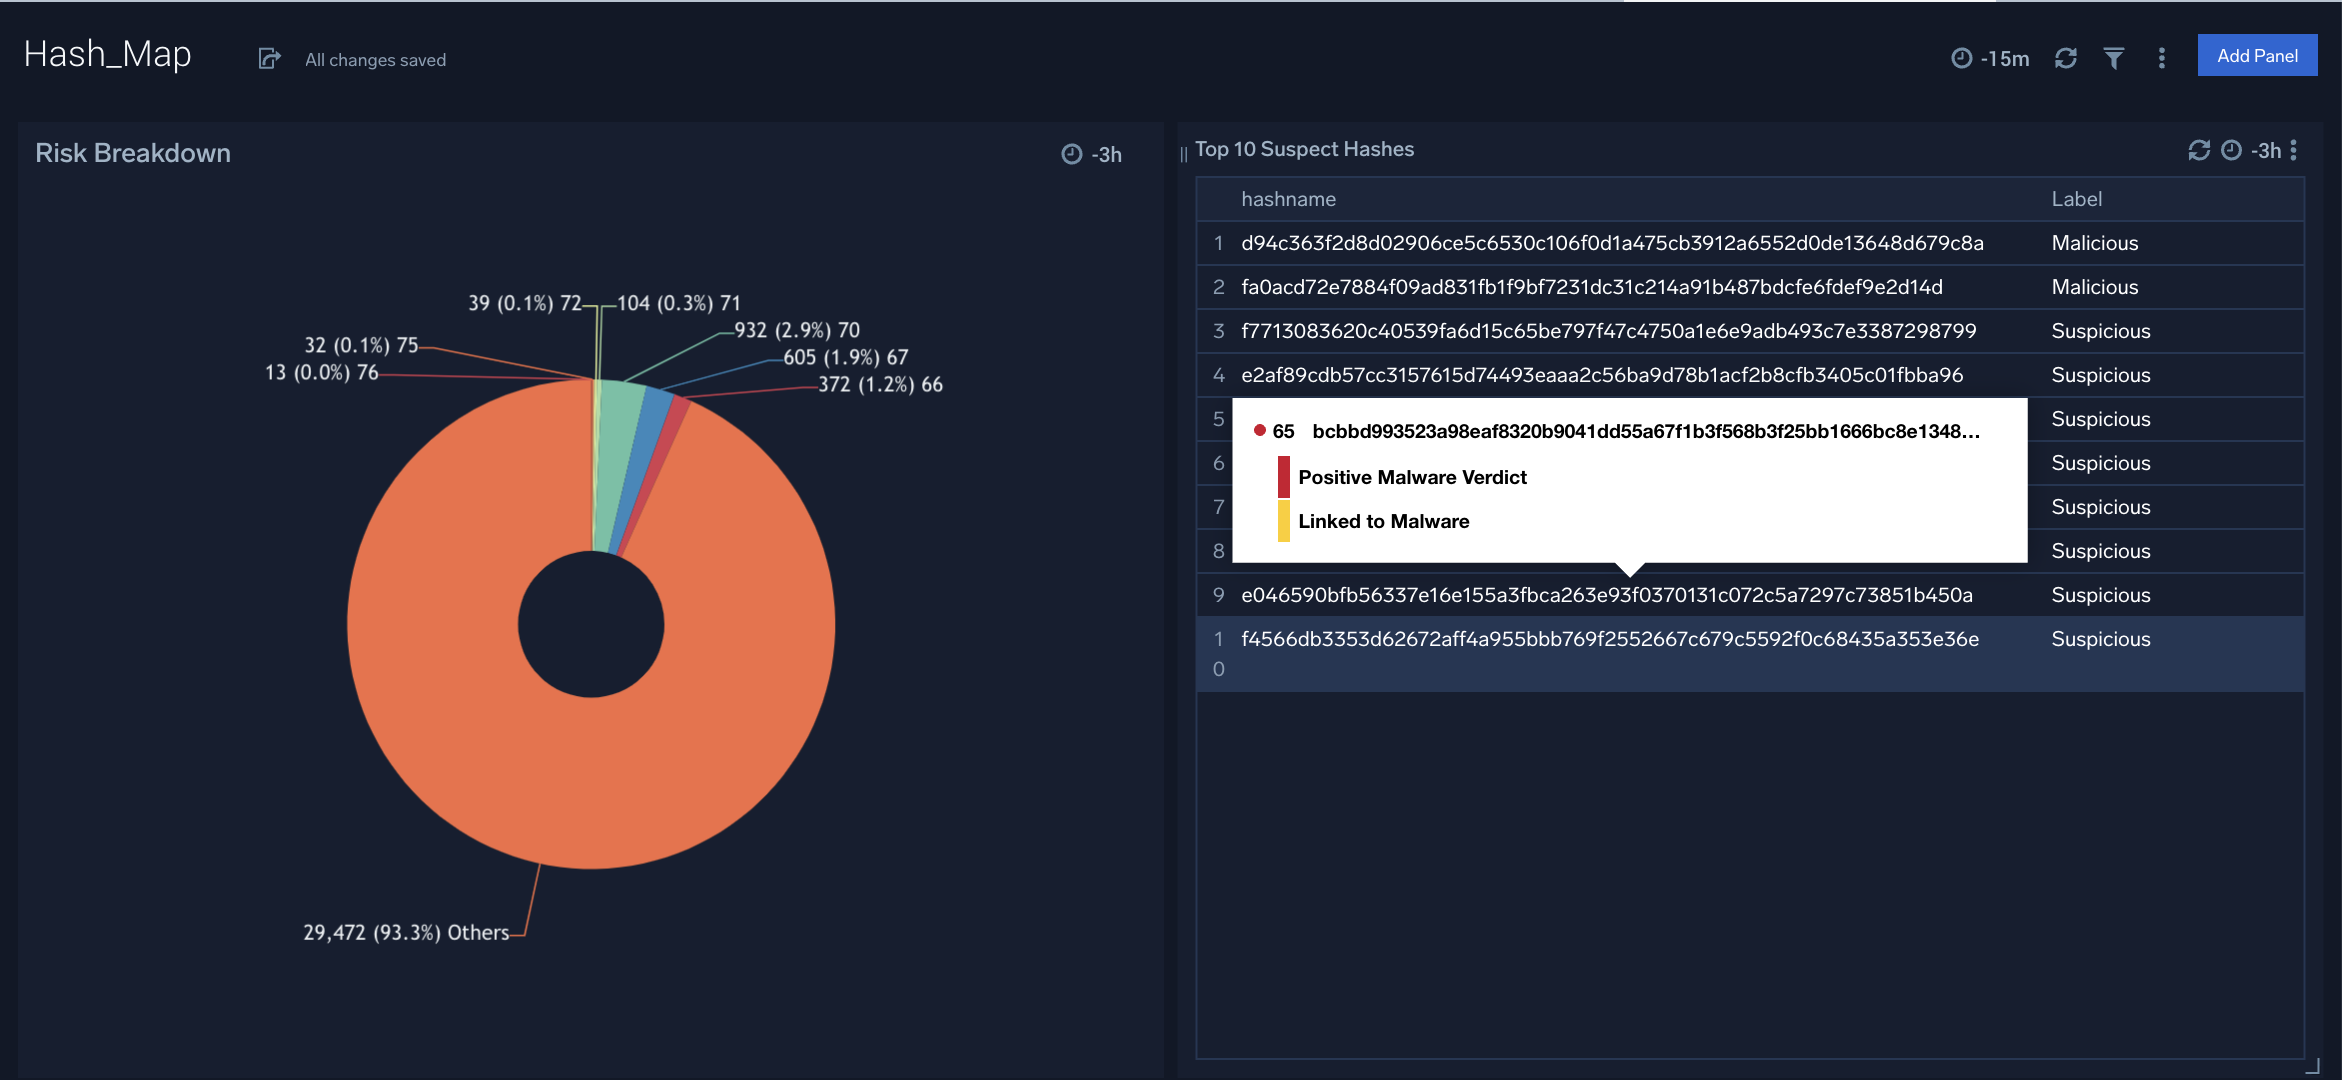 Hash_Map
All changes saved
-15m
Add Panel
Risk Breakdown
-3h
39 (0.1%) 72
104 (0.3%) 71
932 (2.9%) 70
32 (0.1%) 75
605 (1.9%) 67
13 (0.0%) 76
372 (1.2%) 66
29,472 (93.3%) Others
Top 10 Suspect Hashes
-3h
hashname Label
1 d94c363f2d8d02906ce5c6530c106f0d1a475cb3912a6552d0de13648d679c8a Malicious
2 fa0acd72e7884f09ad831fb1f9bf7231dc31c214a91b487bdcfe6fdef9e2d14d Malicious
3 f7713083620c40539fa6d15c65be797f47c4750a1e6e9adb493c7e3387298799 Suspicious
4 e2af89cdb57cc3157615d74493eaaa2c56ba9d78b1acf2b8cfb3405c01fbba96 Suspicious
5 Suspicious
65 bcbbd993523a98eaf8320b9041dd55a67f1b3f568b3f25bb1666bc8e1348...
6 Suspicious
Positive Malware Verdict
7 Suspicious
Linked to Malware
8 Suspicious
9 e046590bfb56337e16e155a3fbca263e93f0370131c072c5a7297c73851b450a Suspicious
10 f4566db3353d62672aff4a955bbb769f2552667c679c5592f0c68435a353e36e Suspicious